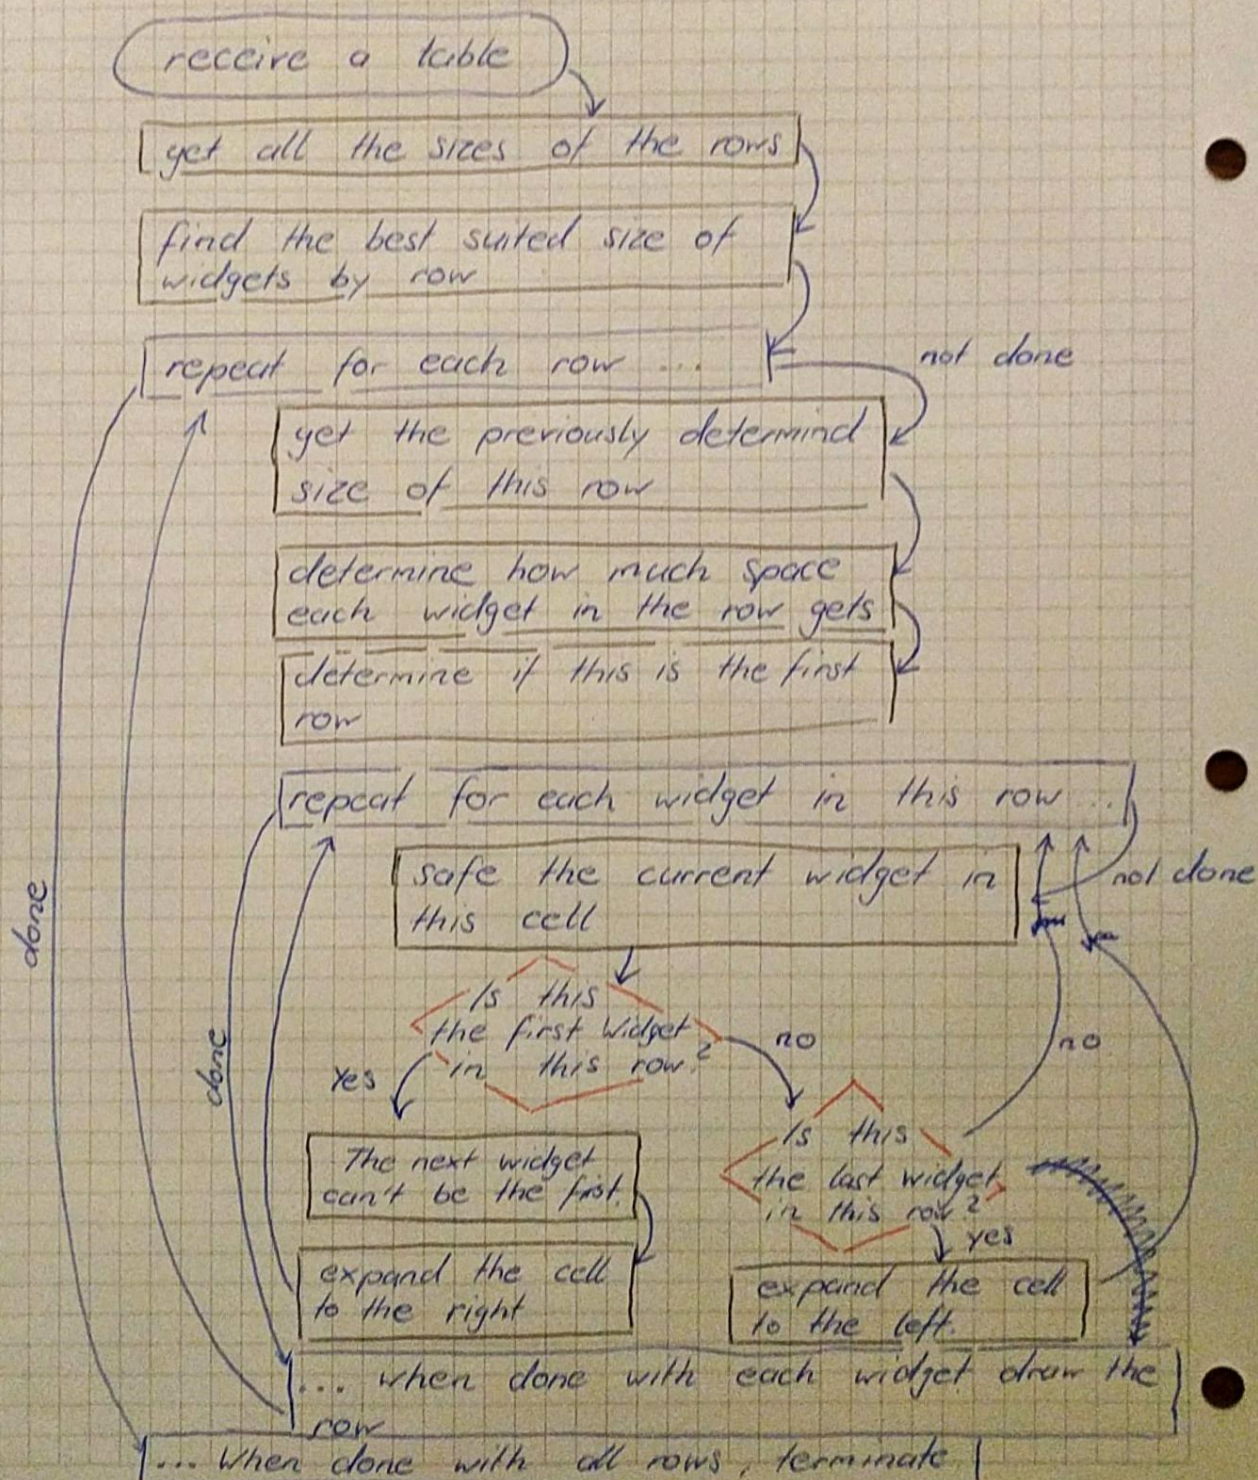 receive a table
get all the sizes of the rows
find the best suited size of
widgets by row
repeat for each row ...
not done
get the previously determind
size of this row
determine how much space
each widget in the row gets
determine if this is the first
row
repeat for each widget in this row ...
safe the current widget in
this cell
not done
done
Is this
the first widget
in this row?
no
no
yes
done
The next widget
can't be the first.
Is this
the last widget
in this row?
yes
expand the cell
to the right
expand the cell
to the left.
... when done with each widget draw the
row
... When done with all rows, terminate